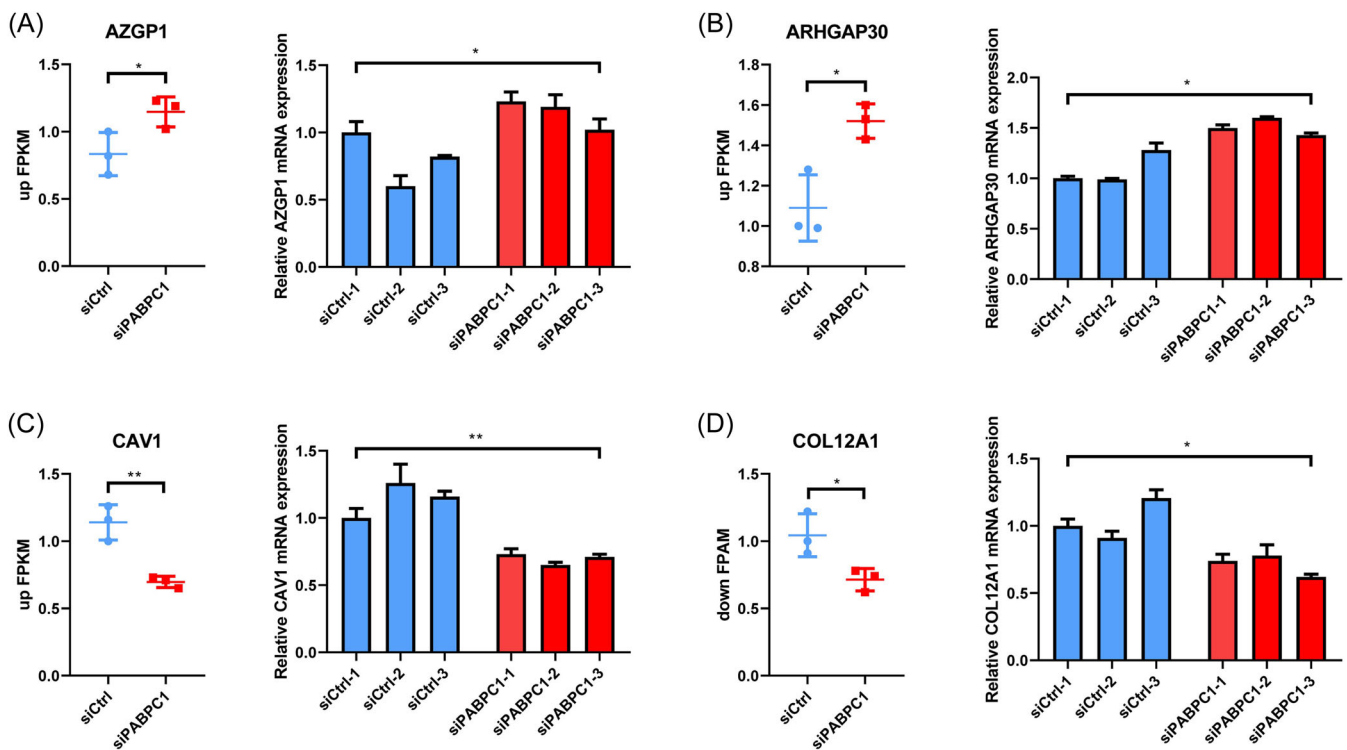 (A)
AZGP1
up FPKM
1.5
1.0
0.5
0.0
*
siCtrl
siPABPC1
Relative AZGP1 mRNA expression
1.5
1.0
0.5
0.0
*
siCtrl-1
siCtrl-2
siCtrl-3
siPABPC1-1
siPABPC1-2
siPABPC1-3
(B)
ARHGAP30
up FPKM
1.8
1.6
1.4
1.2
1.0
0.8
*
siCtrl
siPABPC1
Relative ARHGAP30 mRNA expression
2.0
1.5
1.0
0.5
0.0
*
siCtrl-1
siCtrl-2
siCtrl-3
siPABPC1-1
siPABPC1-2
siPABPC1-3
(C)
CAV1
up FPKM
1.5
1.0
0.5
0.0
**
siCtrl
siPABPC1
Relative CAV1 mRNA expression
1.5
1.0
0.5
0.0
**
siCtrl-1
siCtrl-2
siCtrl-3
siPABPC1-1
siPABPC1-2
siPABPC1-3
(D)
COL12A1
down FPAM
1.5
1.0
0.5
0.0
*
siCtrl
siPABPC1
Relative COL12A1 mRNA expression
1.5
1.0
0.5
0.0
*
siCtrl-1
siCtrl-2
siCtrl-3
siPABPC1-1
siPABPC1-2
siPABPC1-3